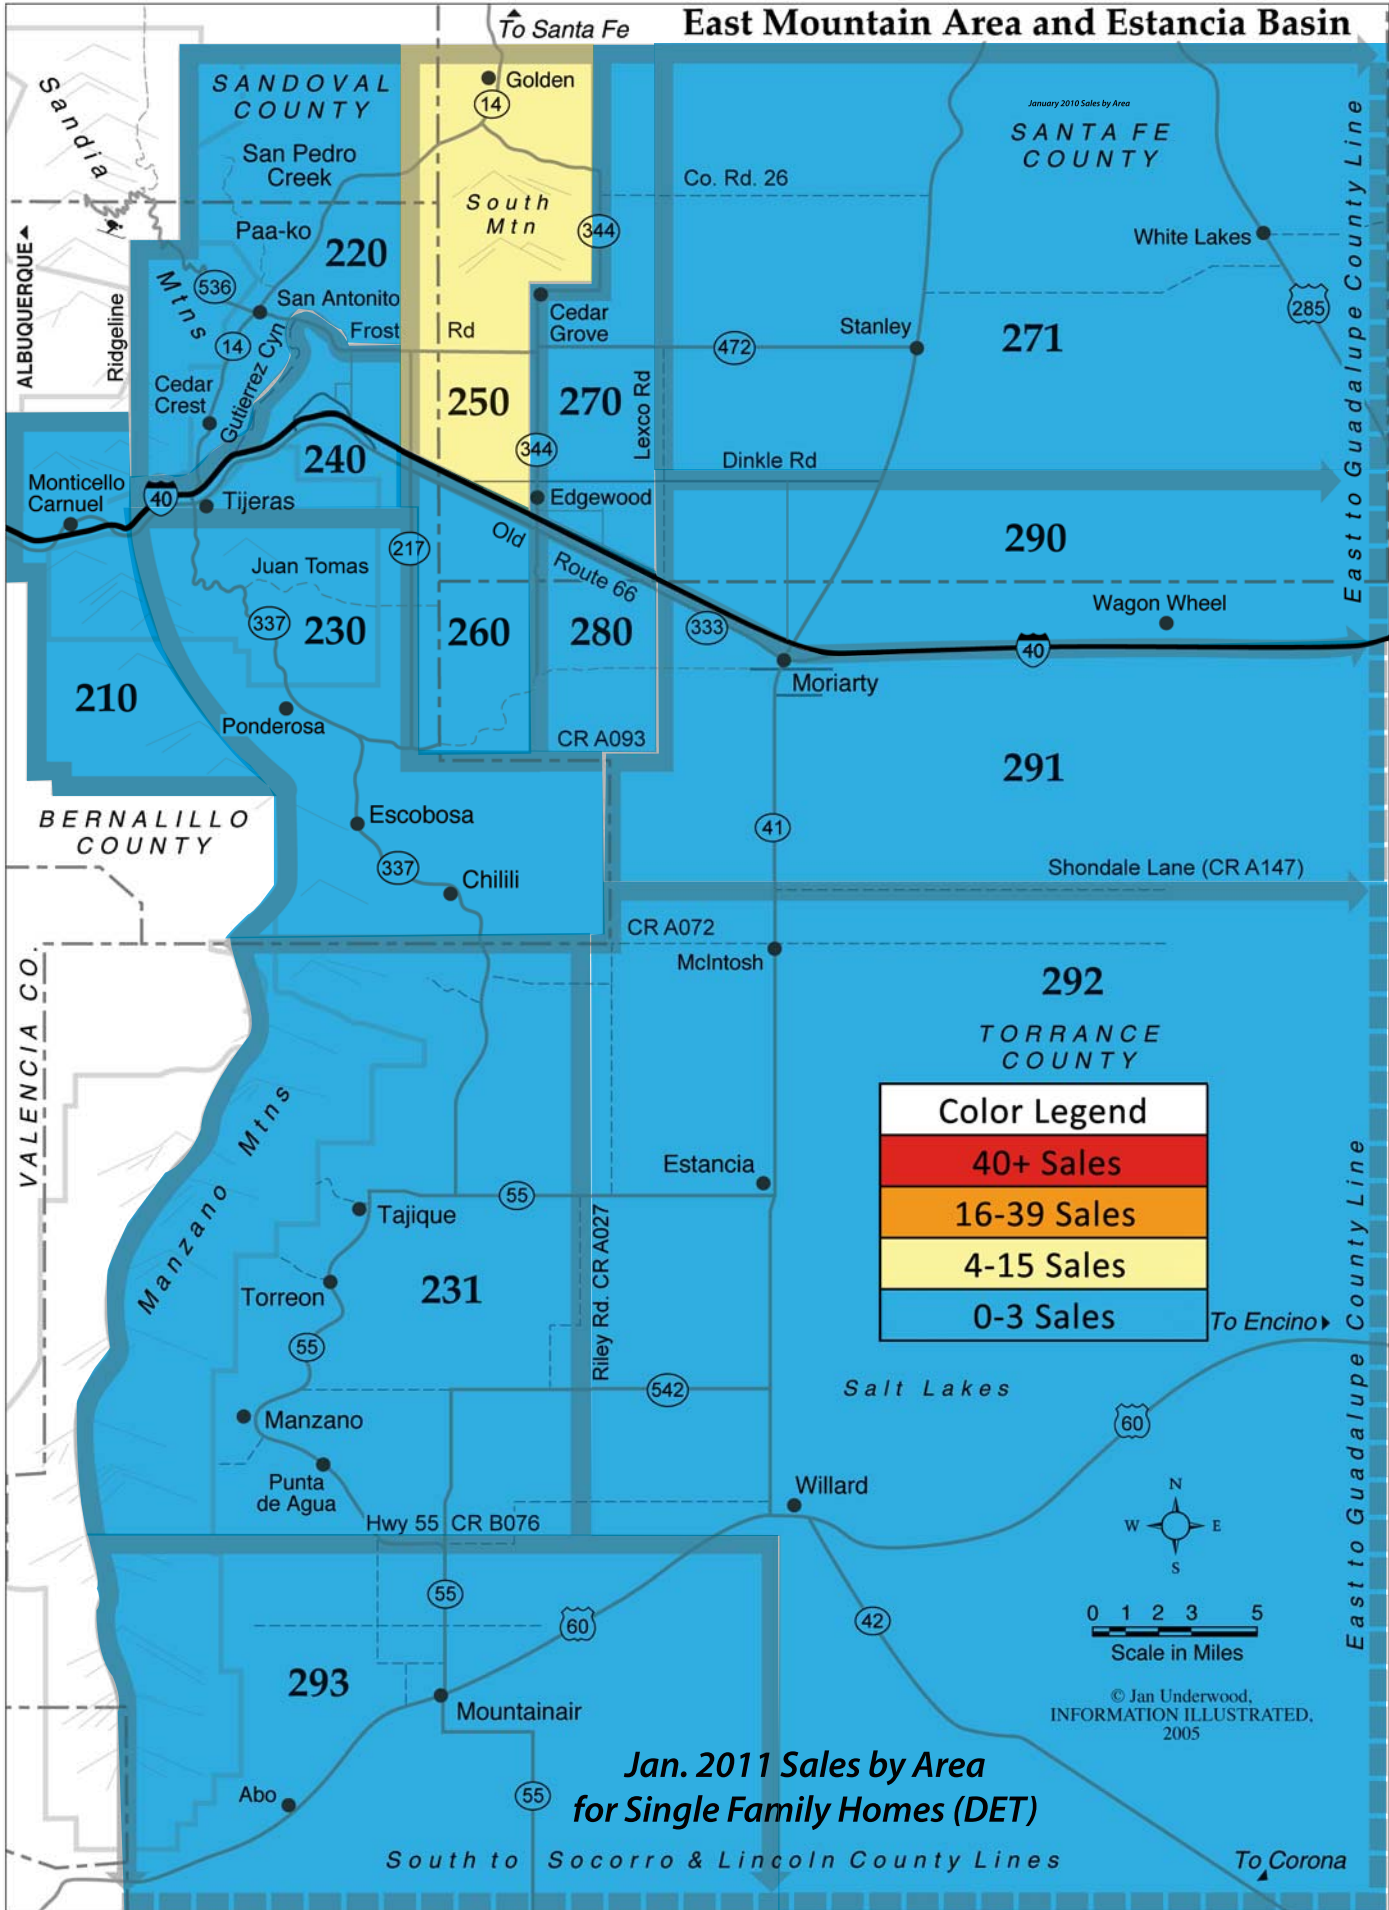 East Mountain Area and Estancia Basin
To Santa Fe
Golden
14
SANDOVAL
COUNTY
January 2010 Sales by Area
SANTA FE
COUNTY
Sandia
Mtns
San Pedro
Creek
South
Mtn
Co. Rd. 26
344
Paa-ko
220
White Lakes
ALBUQUERQUE
Ridgeline
536
San Antonito
Cedar
Grove
285
14
Frost
Rd
Stanley
472
271
Gutierrez Cyn
Cedar
Crest
250
270
Lexco Rd
East to Guadalupe County Line
344
240
Dinkle Rd
Monticello
Carnuel
40
Tijeras
Edgewood
Old
Route 66
290
217
Juan Tomas
337
230
260
280
333
Wagon Wheel
40
210
Moriarty
Ponderosa
CR A093
291
BERNALILLO
COUNTY
Escobosa
41
337
Chilili
Shondale Lane (CR A147)
CR A072
McIntosh
292
VALENCIA CO.
TORRANCE
COUNTY
Manzano Mtns
Color Legend
40+ Sales
16-39 Sales
4-15 Sales
0-3 Sales
Estancia
55
Tajique
Riley Rd. CR A027
Torreon
231
To Encino
East to Guadalupe County Line
55
542
Salt Lakes
Manzano
60
Punta
de Agua
Willard
Hwy 55
CR B076
N
W
E
S
55
60
42
0 1 2 3 5
Scale in Miles
293
Mountainair
© Jan Underwood,
INFORMATION ILLUSTRATED,
2005
Jan. 2011 Sales by Area
for Single Family Homes (DET)
Abo
55
South to Socorro & Lincoln County Lines
To Corona